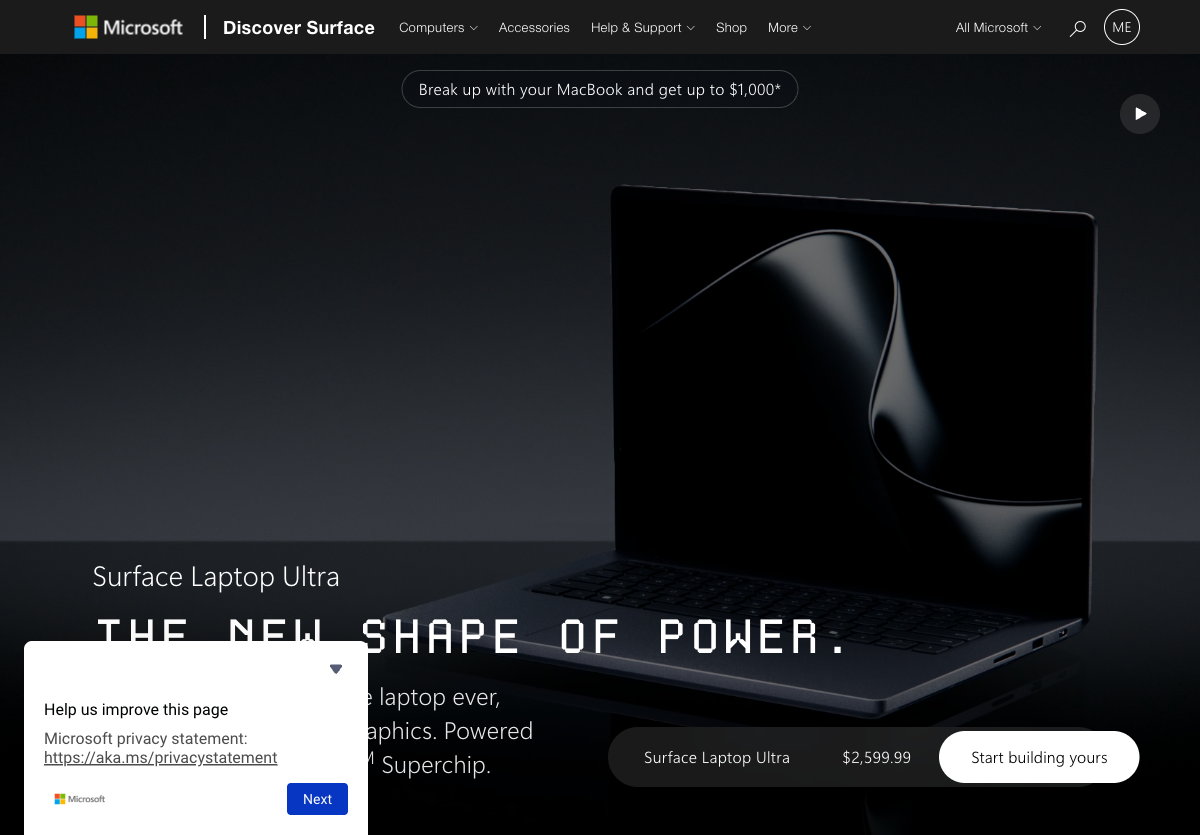 Microsoft
Discover Surface
Computers
Accessories
Help & Support
Shop
More
All Microsoft
ME
Break up with your MacBook and get up to $1,000*
Surface Laptop Ultra
THE NEW SHAPE OF POWER.
laptop ever,
Powered
Superchip.
Surface Laptop Ultra
$2,599.99
Start building yours
Help us improve this page
Microsoft privacy statement:
https://aka.ms/privacystatement
Microsoft
Next